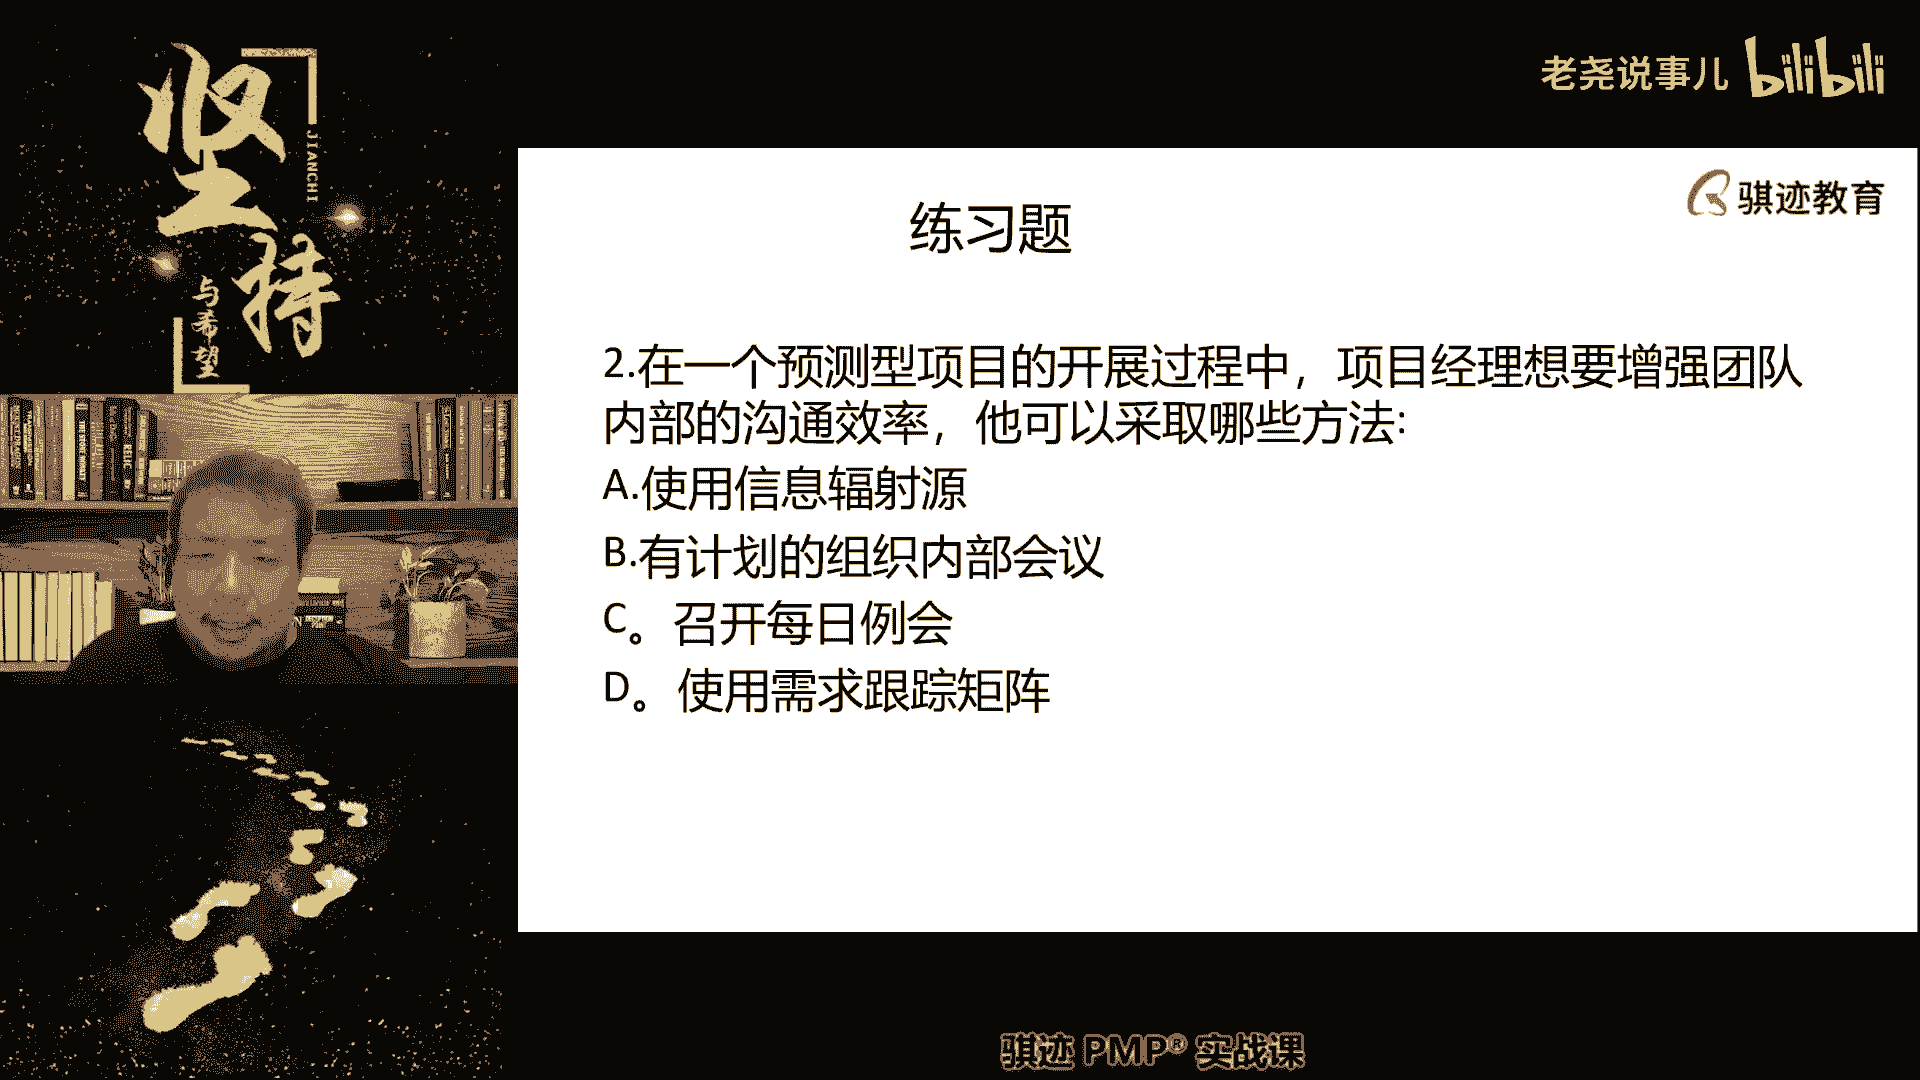 坚持
JIANCHI
与希望
老尧说事儿 bilibili
骐迹教育
练习题
2.在一个预测型项目的开展过程中，项目经理想要增强团队
内部的沟通效率，他可以采取哪些方法:
A.使用信息辐射源
B.有计划的组织内部会议
C。召开每日例会
D。使用需求跟踪矩阵
骐迹 PMP® 实战课